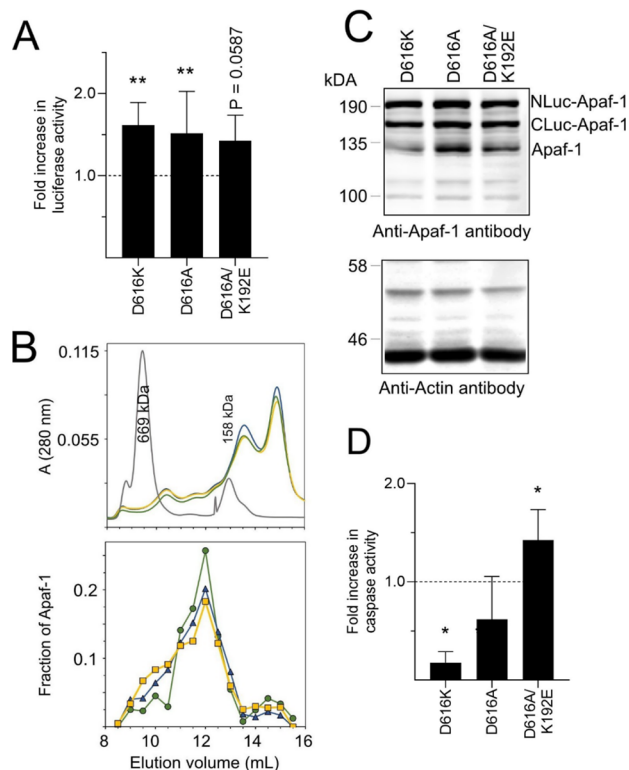 A
Fold increase in
luciferase activity
2.0
1.0
**
**
P = 0.0587
D616K
D616A
D616A/
K192E
B
A (280 nm)
0.115
0.055
669 kDa
158 kDa
Fraction of Apaf-1
0.2
0.1
8 10 12 14 16
Elution volume (mL)
C
kDA
D616K
D616A
D616A/
K192E
190
135
100
NLuc-Apaf-1
CLuc-Apaf-1
Apaf-1
Anti-Apaf-1 antibody
58
46
Anti-Actin antibody
D
Fold increase in
caspase activity
2.0
1.0
*
*
D616K
D616A
D616A/
K192E